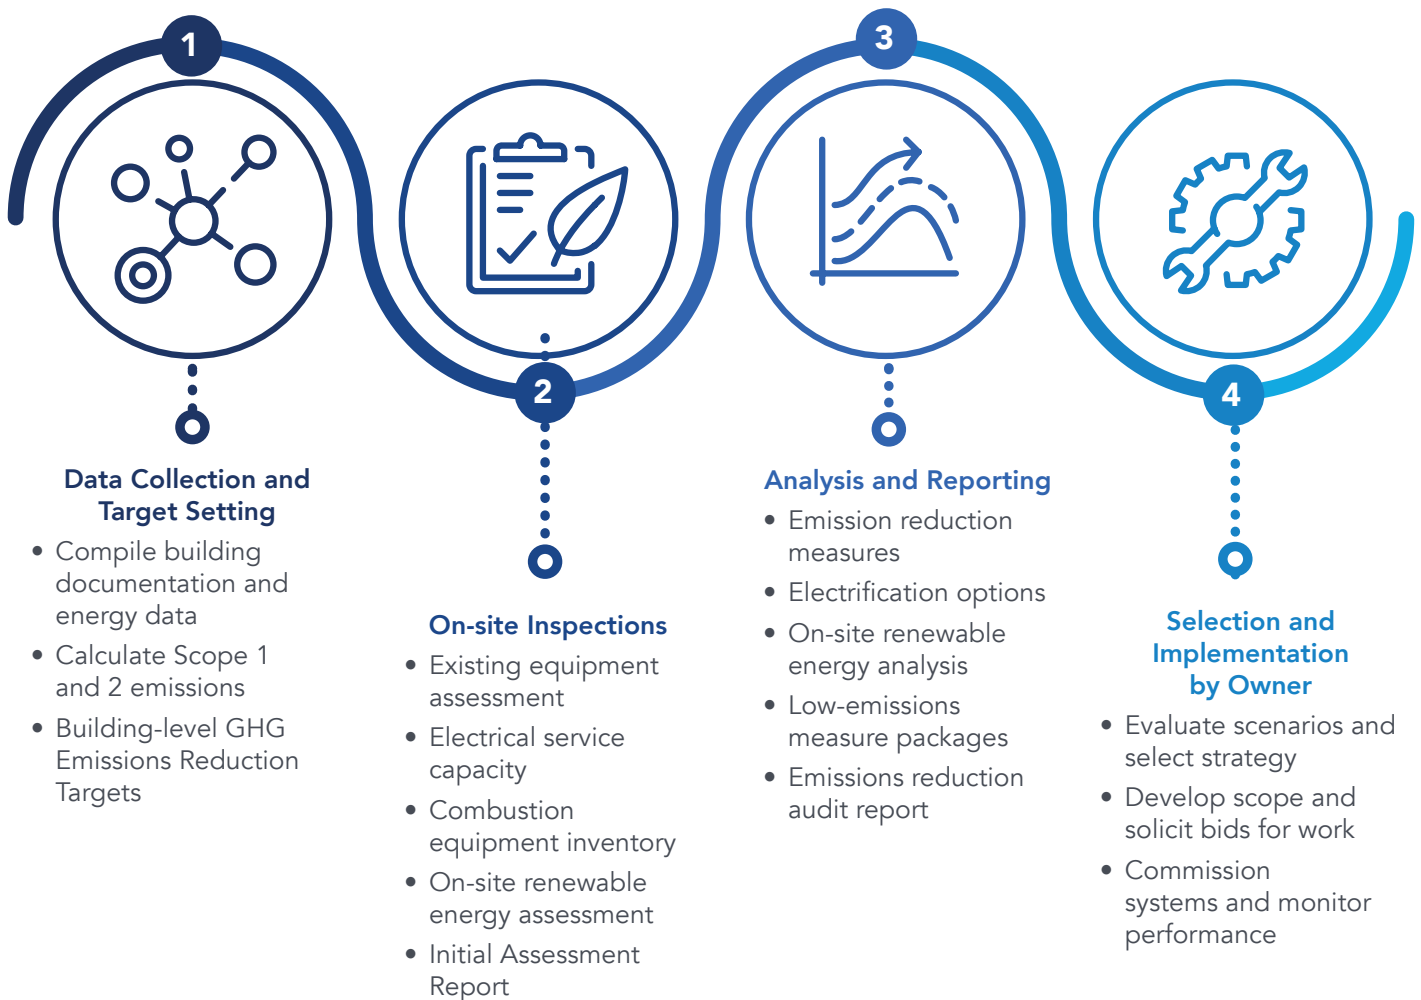 1
Data Collection and
Target Setting
• Compile building
documentation and
energy data
• Calculate Scope 1
and 2 emissions
• Building-level GHG
Emissions Reduction
Targets
2
On-site Inspections
• Existing equipment
assessment
• Electrical service
capacity
• Combustion
equipment inventory
• On-site renewable
energy assessment
• Initial Assessment
Report
3
Analysis and Reporting
• Emission reduction
measures
• Electrification options
• On-site renewable
energy analysis
• Low-emissions
measure packages
• Emissions reduction
audit report
4
Selection and
Implementation
by Owner
• Evaluate scenarios and
select strategy
• Develop scope and
solicit bids for work
• Commission
systems and monitor
performance